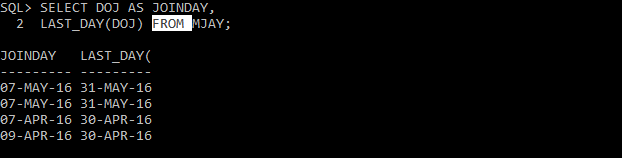 SQL> SELECT DOJ AS JOINDAY,
  2  LAST_DAY(DOJ) FROM MJAY;
JOINDAY   LAST_DAY(
--------- ---------
07-MAY-16 31-MAY-16
07-MAY-16 31-MAY-16
07-APR-16 30-APR-16
09-APR-16 30-APR-16